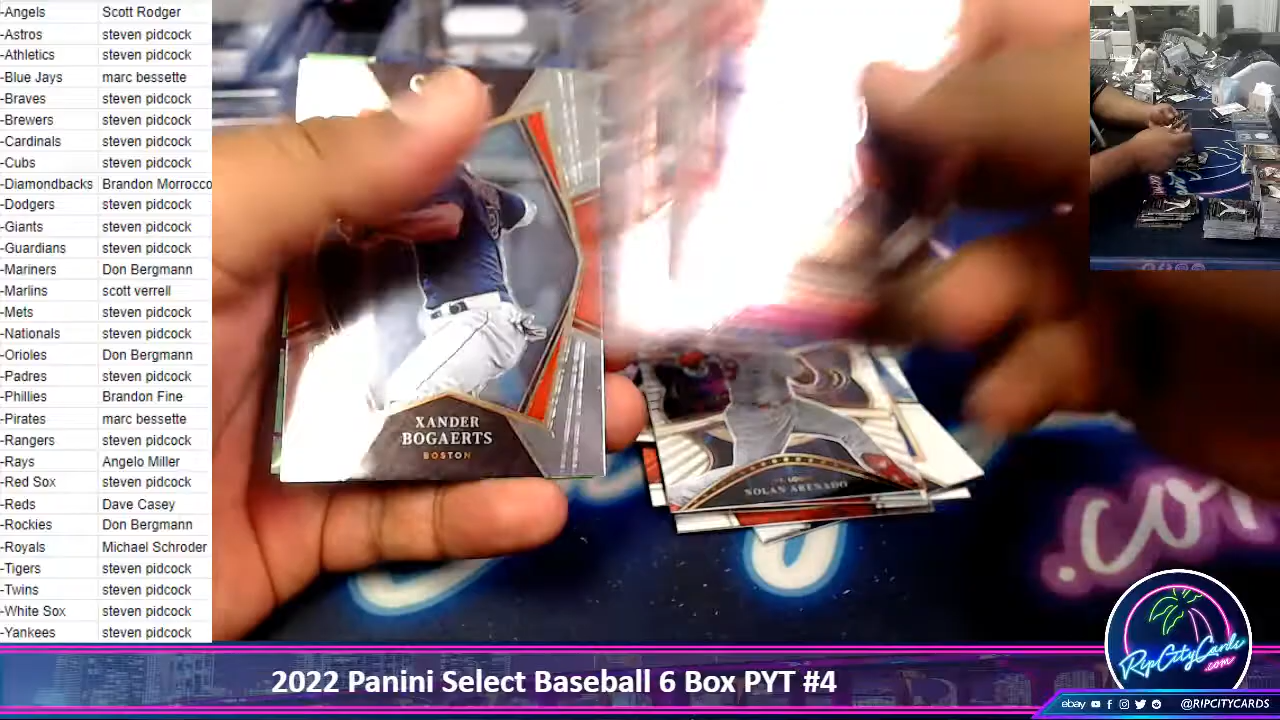 -Angels Scott Rodger
-Astros steven pidcock
-Athletics steven pidcock
-Blue Jays marc bessette
-Braves steven pidcock
-Brewers steven pidcock
-Cardinals steven pidcock
-Cubs steven pidcock
-Diamondbacks Brandon Morrocco
-Dodgers steven pidcock
-Giants steven pidcock
-Guardians steven pidcock
-Mariners Don Bergmann
-Marlins scott verrell
-Mets steven pidcock
-Nationals steven pidcock
-Orioles Don Bergmann
-Padres steven pidcock
-Phillies Brandon Fine
-Pirates marc bessette
-Rangers steven pidcock
-Rays Angelo Miller
-Red Sox steven pidcock
-Reds Dave Casey
-Rockies Don Bergmann
-Royals Michael Schroder
-Tigers steven pidcock
-Twins steven pidcock
-White Sox steven pidcock
-Yankees steven pidcock
XANDER
BOGAERTS
BOSTON
NOLAN ARENADO
.co
RipCityCards
.com
2022 Panini Select Baseball 6 Box PYT #4
ebay @RIPCITYCARDS